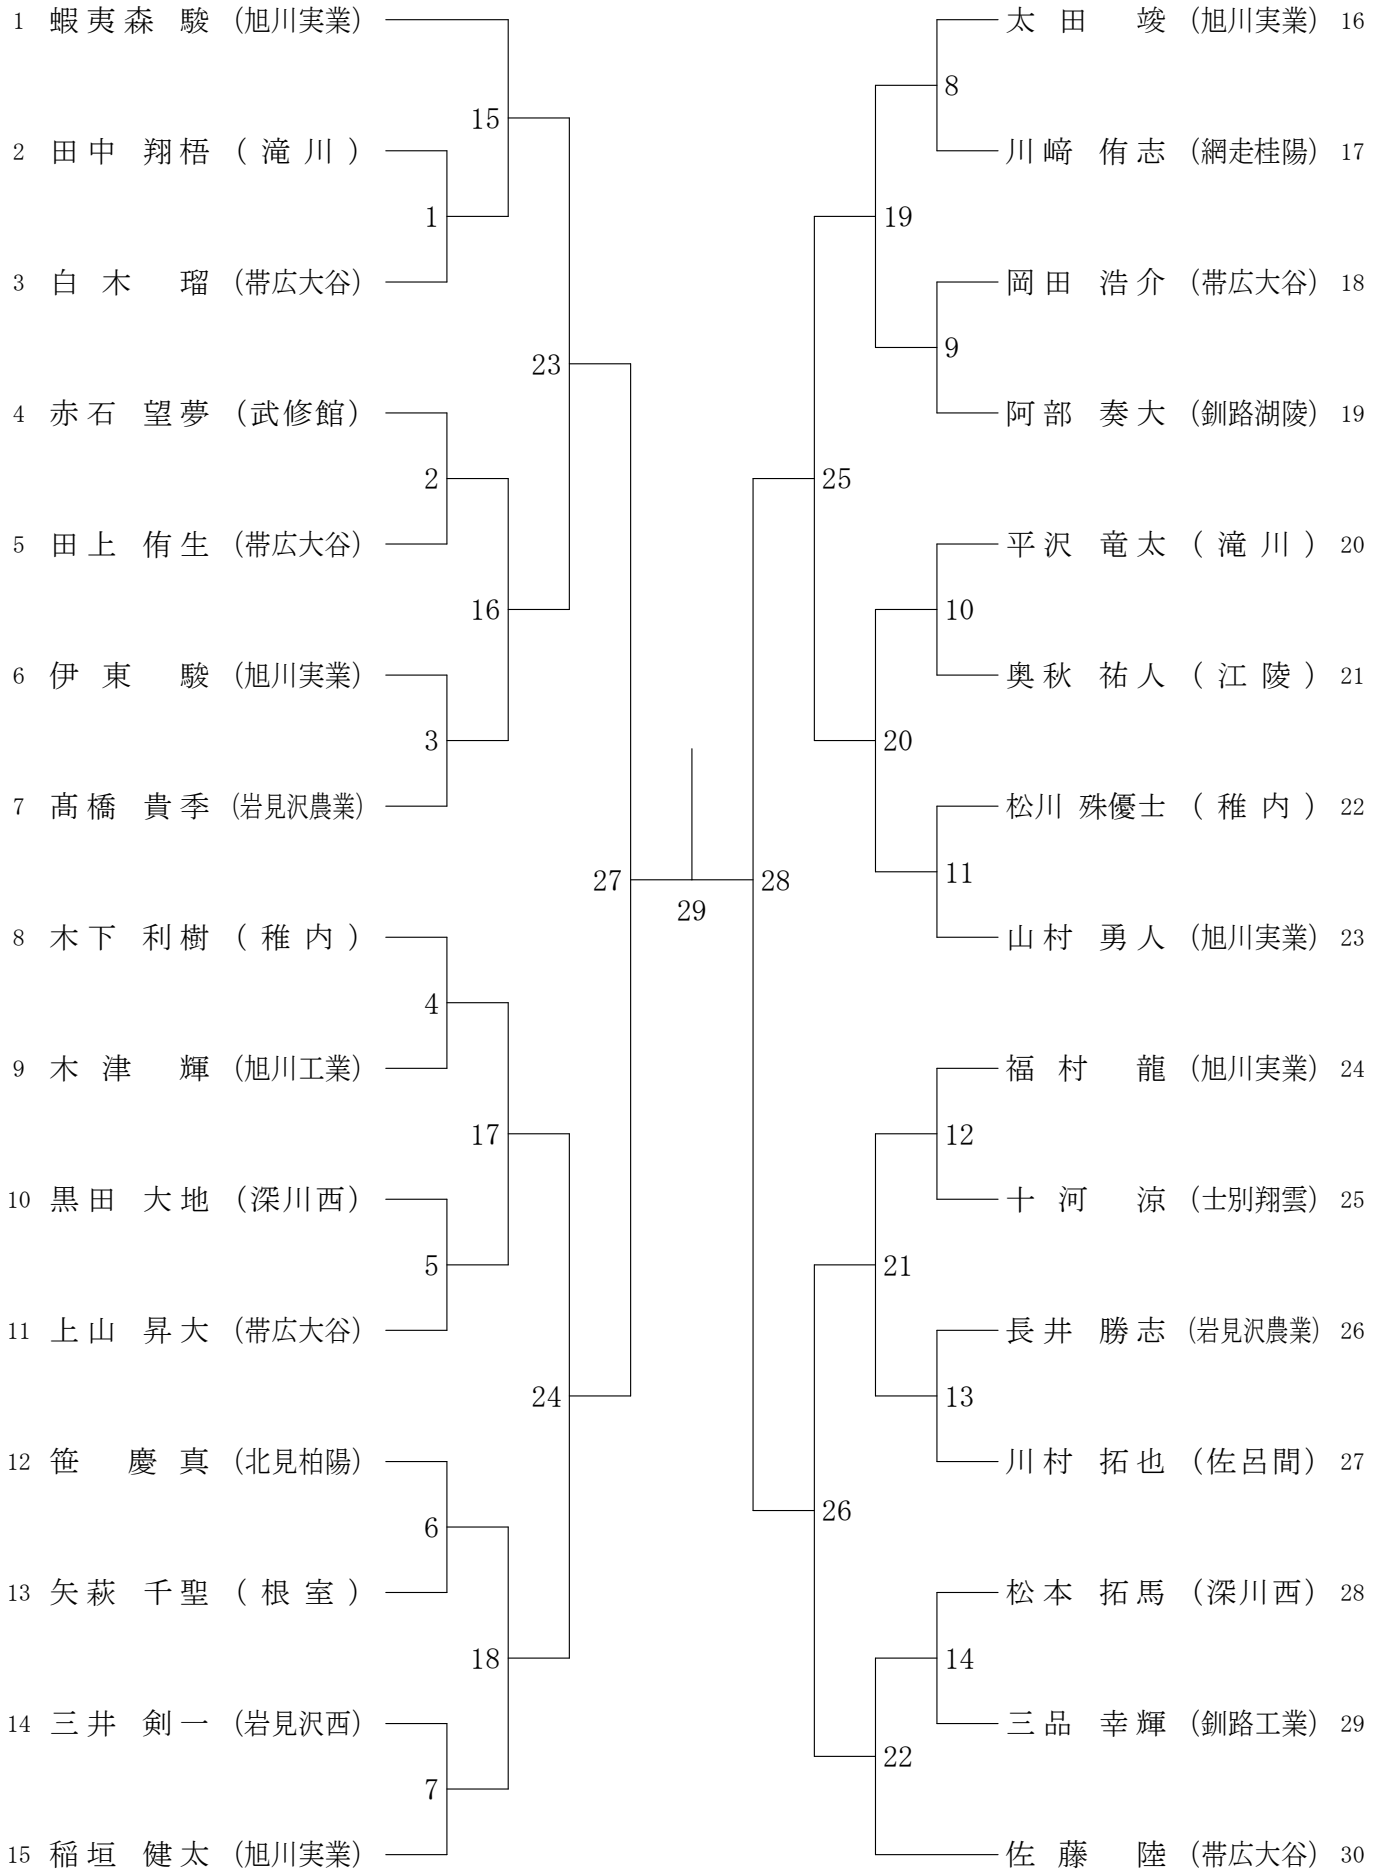 1 蝦夷森 駿 (旭川実業)
15
2 田中 翔梧 (滝川)
1
3 白木 瑠 (帯広大谷)
23
4 赤石 望夢 (武修館)
2
5 田上 侑生 (帯広大谷)
16
6 伊東 駿 (旭川実業)
3
7 髙橋 貴季 (岩見沢農業)
27
29
8 木下 利樹 (稚内)
4
9 木津 輝 (旭川工業)
17
10 黒田 大地 (深川西)
5
11 上山 昇大 (帯広大谷)
24
12 笹 慶真 (北見柏陽)
6
13 矢萩 千聖 (根室)
18
14 三井 剣一 (岩見沢西)
7
15 稲垣 健太 (旭川実業)
太田 竣 (旭川実業) 16
8
川﨑 侑志 (網走桂陽) 17
19
岡田 浩介 (帯広大谷) 18
9
阿部 奏大 (釧路湖陵) 19
25
平沢 竜太 (滝川) 20
10
奥秋 祐人 (江陵) 21
20
松川 殊優士 (稚内) 22
11
28
山村 勇人 (旭川実業) 23
福村 龍 (旭川実業) 24
12
十河 涼 (士別翔雲) 25
21
長井 勝志 (岩見沢農業) 26
13
川村 拓也 (佐呂間) 27
26
松本 拓馬 (深川西) 28
14
三品 幸輝 (釧路工業) 29
22
佐藤 陸 (帯広大谷) 30